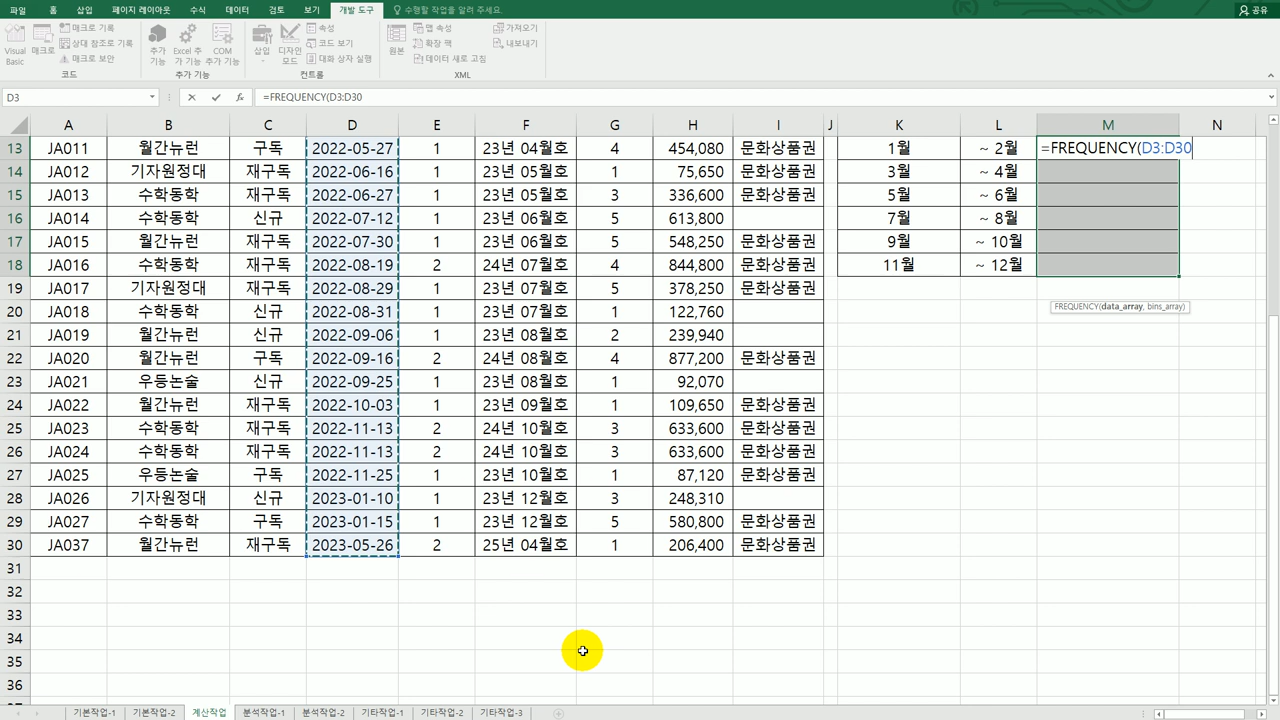 파일 홈 삽입 페이지 레이아웃 수식 데이터 검토 보기 개발 도구 수행할 작업을 알려 주세요. 공유
Visual Basic 매크로 매크로 기록 상대 참조로 기록 매크로 보안 코드
추가 기능 Excel 추가 기능 COM 추가 기능 추가 기능
삽입 디자인 모드 속성 코드 보기 대화 상자 실행 컨트롤
원본 맵 속성 확장 팩 데이터 새로 고침 가져오기 내보내기 XML
D3 fx =FREQUENCY(D3:D30
A B C D E F G H I J K L M N
13 JA011 월간뉴런 구독 2022-05-27 1 23년 04월호 4 454,080 문화상품권 1월 ~ 2월 =FREQUENCY(D3:D30
14 JA012 기자원정대 재구독 2022-06-16 1 23년 05월호 1 75,650 문화상품권 3월 ~ 4월
15 JA013 수학동학 재구독 2022-06-27 1 23년 05월호 3 336,600 문화상품권 5월 ~ 6월
16 JA014 수학동학 신규 2022-07-12 1 23년 06월호 5 613,800 7월 ~ 8월
17 JA015 월간뉴런 재구독 2022-07-30 1 23년 06월호 5 548,250 문화상품권 9월 ~ 10월
18 JA016 수학동학 재구독 2022-08-19 2 24년 07월호 4 844,800 문화상품권 11월 ~ 12월
19 JA017 기자원정대 재구독 2022-08-29 1 23년 07월호 5 378,250 문화상품권
FREQUENCY(data_array, bins_array)
20 JA018 수학동학 신규 2022-08-31 1 23년 07월호 1 122,760
21 JA019 월간뉴런 신규 2022-09-06 1 23년 08월호 2 239,940
22 JA020 월간뉴런 구독 2022-09-16 2 24년 08월호 4 877,200 문화상품권
23 JA021 우등논술 신규 2022-09-25 1 23년 08월호 1 92,070
24 JA022 월간뉴런 재구독 2022-10-03 1 23년 09월호 1 109,650 문화상품권
25 JA023 수학동학 재구독 2022-11-13 2 24년 10월호 3 633,600 문화상품권
26 JA024 수학동학 재구독 2022-11-13 2 24년 10월호 3 633,600 문화상품권
27 JA025 우등논술 구독 2022-11-25 1 23년 10월호 1 87,120 문화상품권
28 JA026 기자원정대 신규 2023-01-10 1 23년 12월호 3 248,310
29 JA027 수학동학 구독 2023-01-15 1 23년 12월호 5 580,800 문화상품권
30 JA037 월간뉴런 재구독 2023-05-26 2 25년 04월호 1 206,400 문화상품권
31
32
33
34
35
36
기본작업-1 기본작업-2 계산작업 분석작업-1 분석작업-2 기타작업-1 기타작업-2 기타작업-3